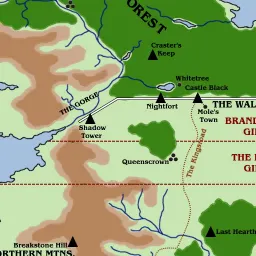 FOREST
Craster's
Keep
Whitetree
Castle Black
THE GORGE
Nightfort
Mole's
Town
THE WAL
Shadow
Tower
BRAND
GI
Queenscrown
The Kingsroad
THE
GI
Last Hearth
Breakstone Hill
ORTHERN MTNS.